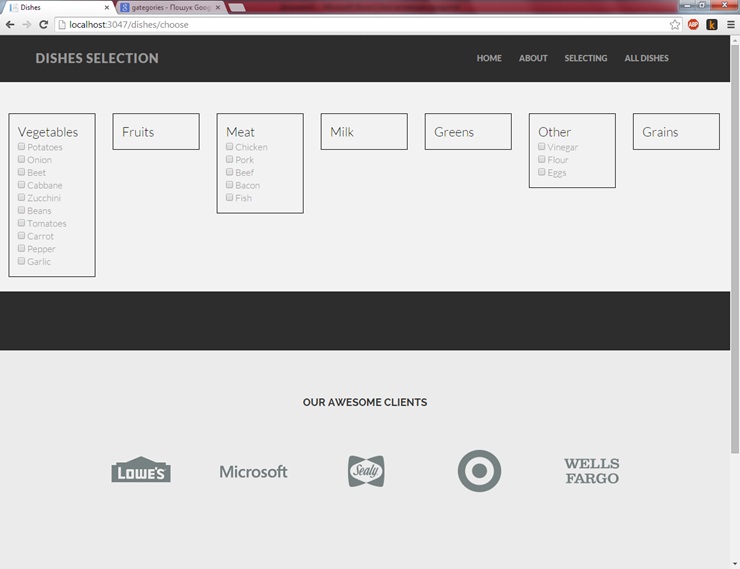 Dishes
gategories - Пошук Goog
localhost:3047/dishes/choose
ABP
k
DISHES SELECTION
HOME ABOUT SELECTING ALL DISHES
Vegetables
Potatoes
Onion
Beet
Cabbane
Zucchini
Beans
Tomatoes
Carrot
Pepper
Garlic
Fruits
Meat
Chicken
Pork
Beef
Bacon
Fish
Milk
Greens
Other
Vinegar
Flour
Eggs
Grains
OUR AWESOME CLIENTS
LOWE'S
Microsoft
Sealy
WELLS
FARGO